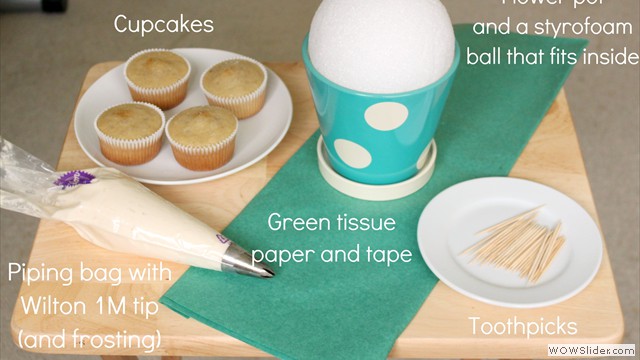 Cupcakes
Flower pot
and a styrofoam
ball that fits inside
Green tissue
paper and tape
Piping bag with
Wilton 1M tip
(and frosting)
Toothpicks
WOWSlider.com